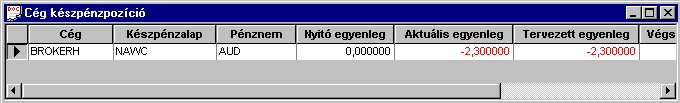 Cég készpénzpozíció
Cég Készpénzalap Pénznem Nyitó egyenleg Aktuális egyenleg Tervezett egyenleg Végs
BROKERH NAWC AUD 0,000000 -2,300000 -2,300000